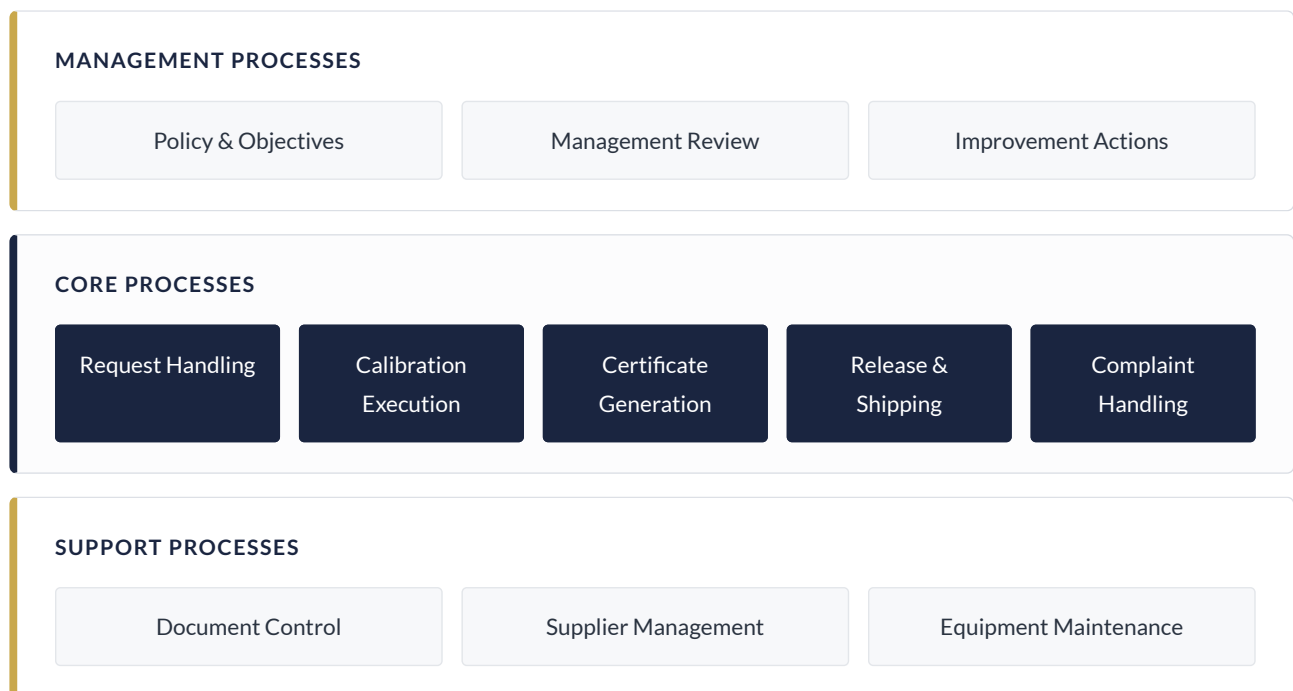 MANAGEMENT PROCESSES
Policy & Objectives
Management Review
Improvement Actions
CORE PROCESSES
Request Handling
Calibration
Execution
Certificate
Generation
Release &
Shipping
Complaint
Handling
SUPPORT PROCESSES
Document Control
Supplier Management
Equipment Maintenance